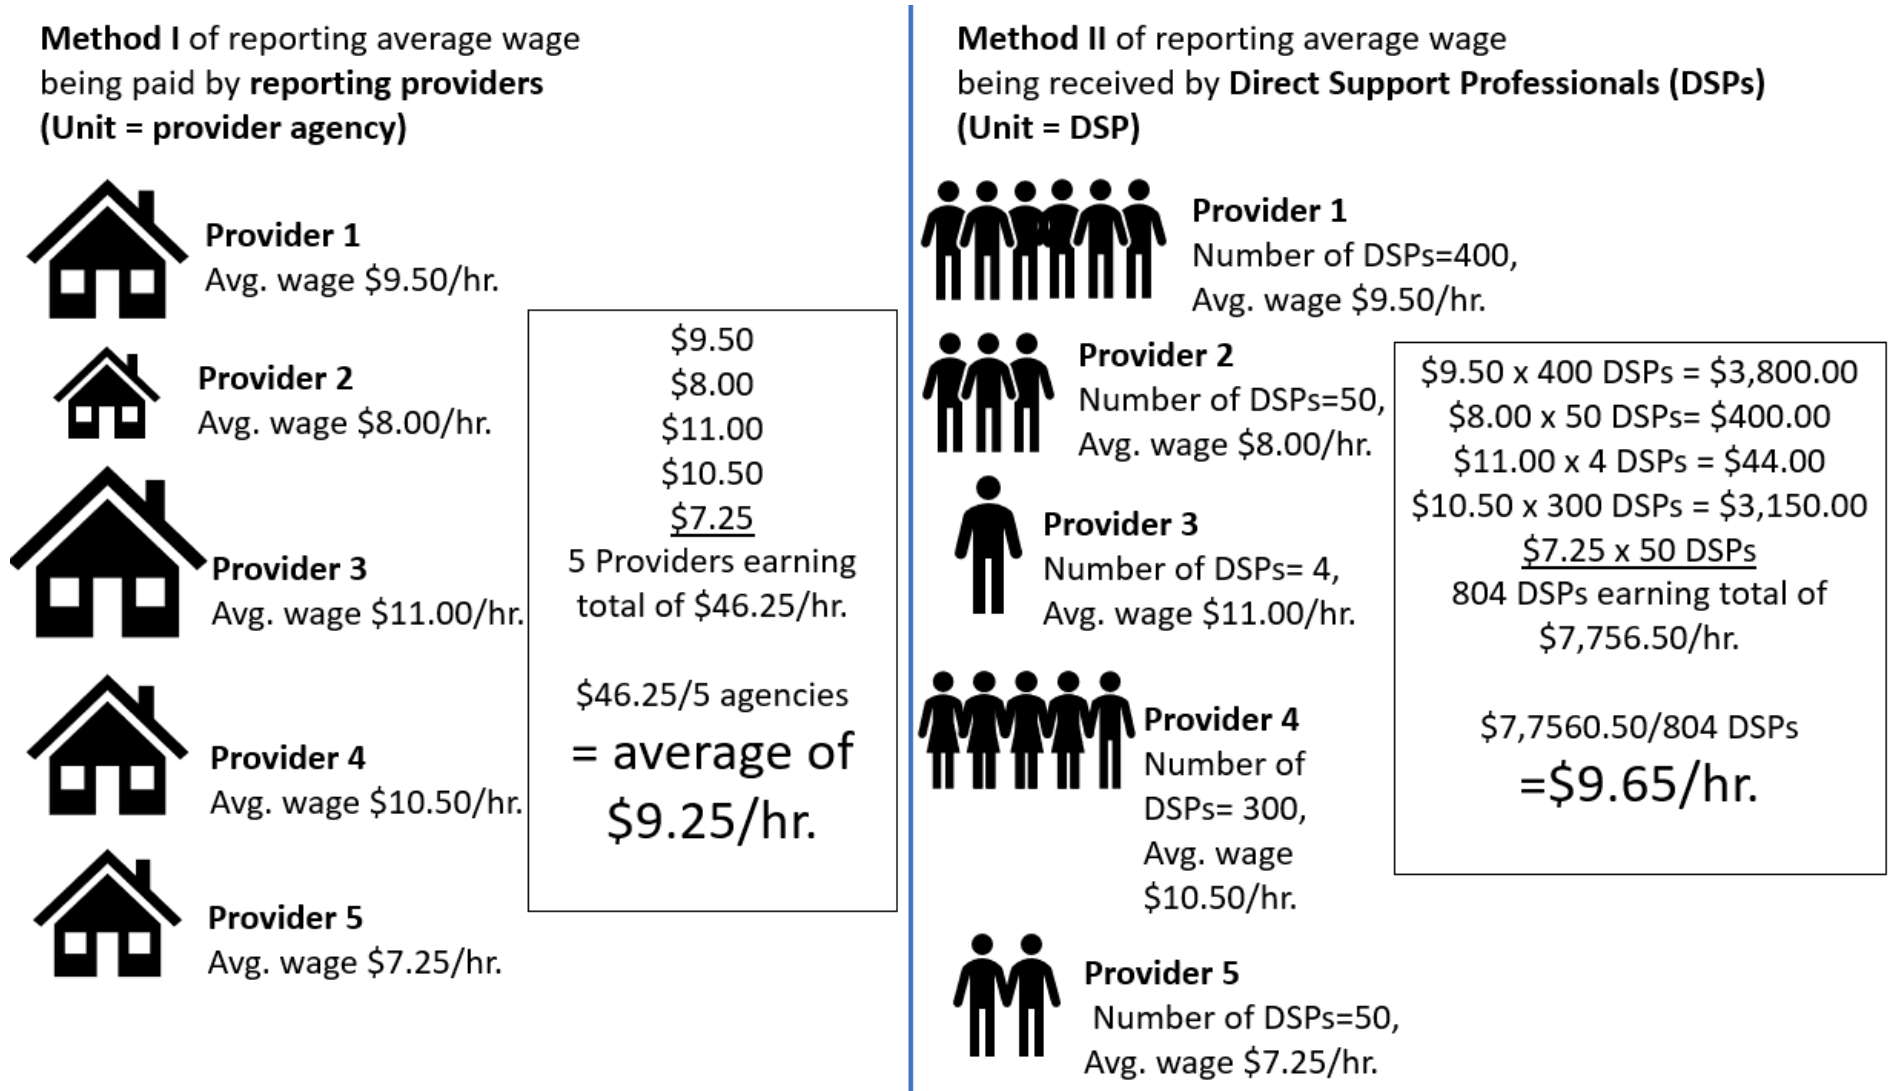 Method I of reporting average wage
being paid by reporting providers
(Unit = provider agency)
Provider 1
Avg. wage $9.50/hr.
Provider 2
Avg. wage $8.00/hr.
Provider 3
Avg. wage $11.00/hr.
Provider 4
Avg. wage $10.50/hr.
Provider 5
Avg. wage $7.25/hr.
$9.50
$8.00
$11.00
$10.50
$7.25
5 Providers earning
total of $46.25/hr.
$46.25/5 agencies
= average of
$9.25/hr.
Method II of reporting average wage
being received by Direct Support Professionals (DSPs)
(Unit = DSP)
Provider 1
Number of DSPs=400,
Avg. wage $9.50/hr.
Provider 2
Number of DSPs=50,
Avg. wage $8.00/hr.
Provider 3
Number of DSPs= 4,
Avg. wage $11.00/hr.
Provider 4
Number of
DSPs= 300,
Avg. wage
$10.50/hr.
Provider 5
Number of DSPs=50,
Avg. wage $7.25/hr.
$9.50 x 400 DSPs = $3,800.00
$8.00 x 50 DSPs= $400.00
$11.00 x 4 DSPs = $44.00
$10.50 x 300 DSPs = $3,150.00
$7.25 x 50 DSPs
804 DSPs earning total of
$7,756.50/hr.
$7,7560.50/804 DSPs
=$9.65/hr.